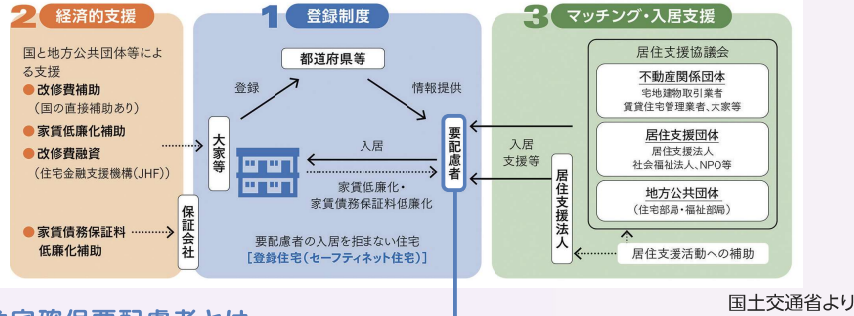 2 経済的支援
国と地方公共団体等によ
る支援
● 改修費補助
(国の直接補助あり)
● 家賃低廉化補助
● 改修費融資
(住宅金融支援機構(JHF))
● 家賃債務保証料
低廉化補助
1 登録制度
都道府県等
登録
情報提供
大家等
保証会社
入居
家賃低廉化・
家賃債務保証料低廉化
要配慮者
要配慮者の入居を拒まない住宅
[登録住宅(セーフティネット住宅)]
3 マッチング・入居支援
入居
支援等
居住支援法人
居住支援協議会
不動産関係団体
宅地建物取引業者
賃貸住宅管理業者、大家等
居住支援団体
居住支援法人
社会福祉法人、NPO等
地方公共団体
(住宅部局・福祉部局)
居住支援活動への補助
国土交通省より
宅確保要配慮者とは